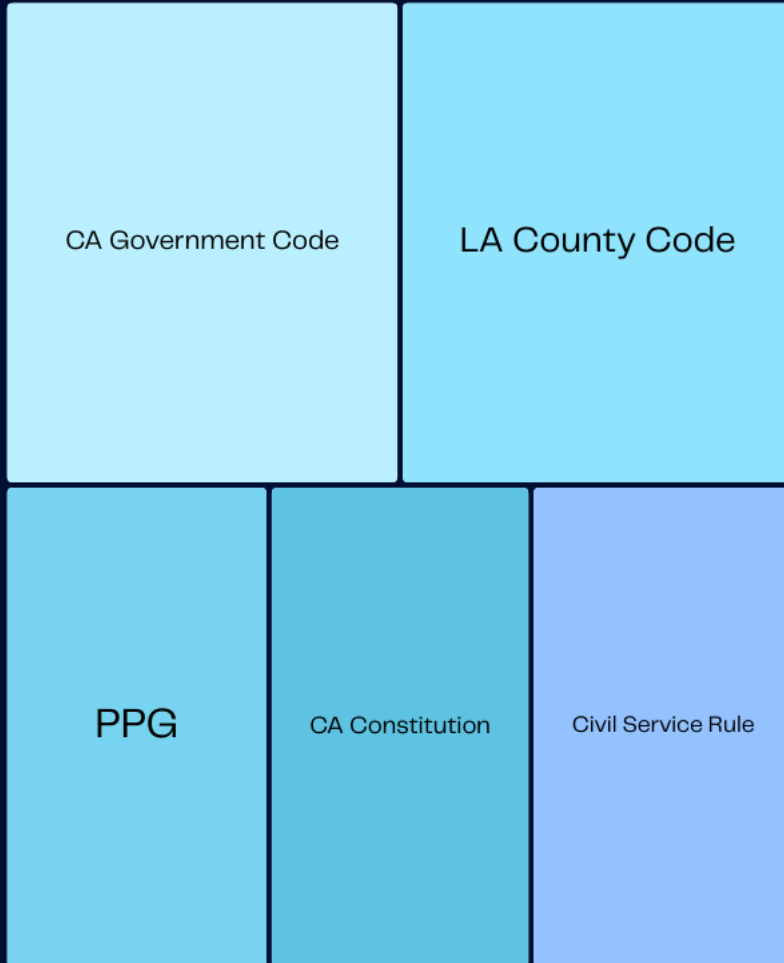 CA Government Code
LA County Code
PPG
CA Constitution
Civil Service Rule